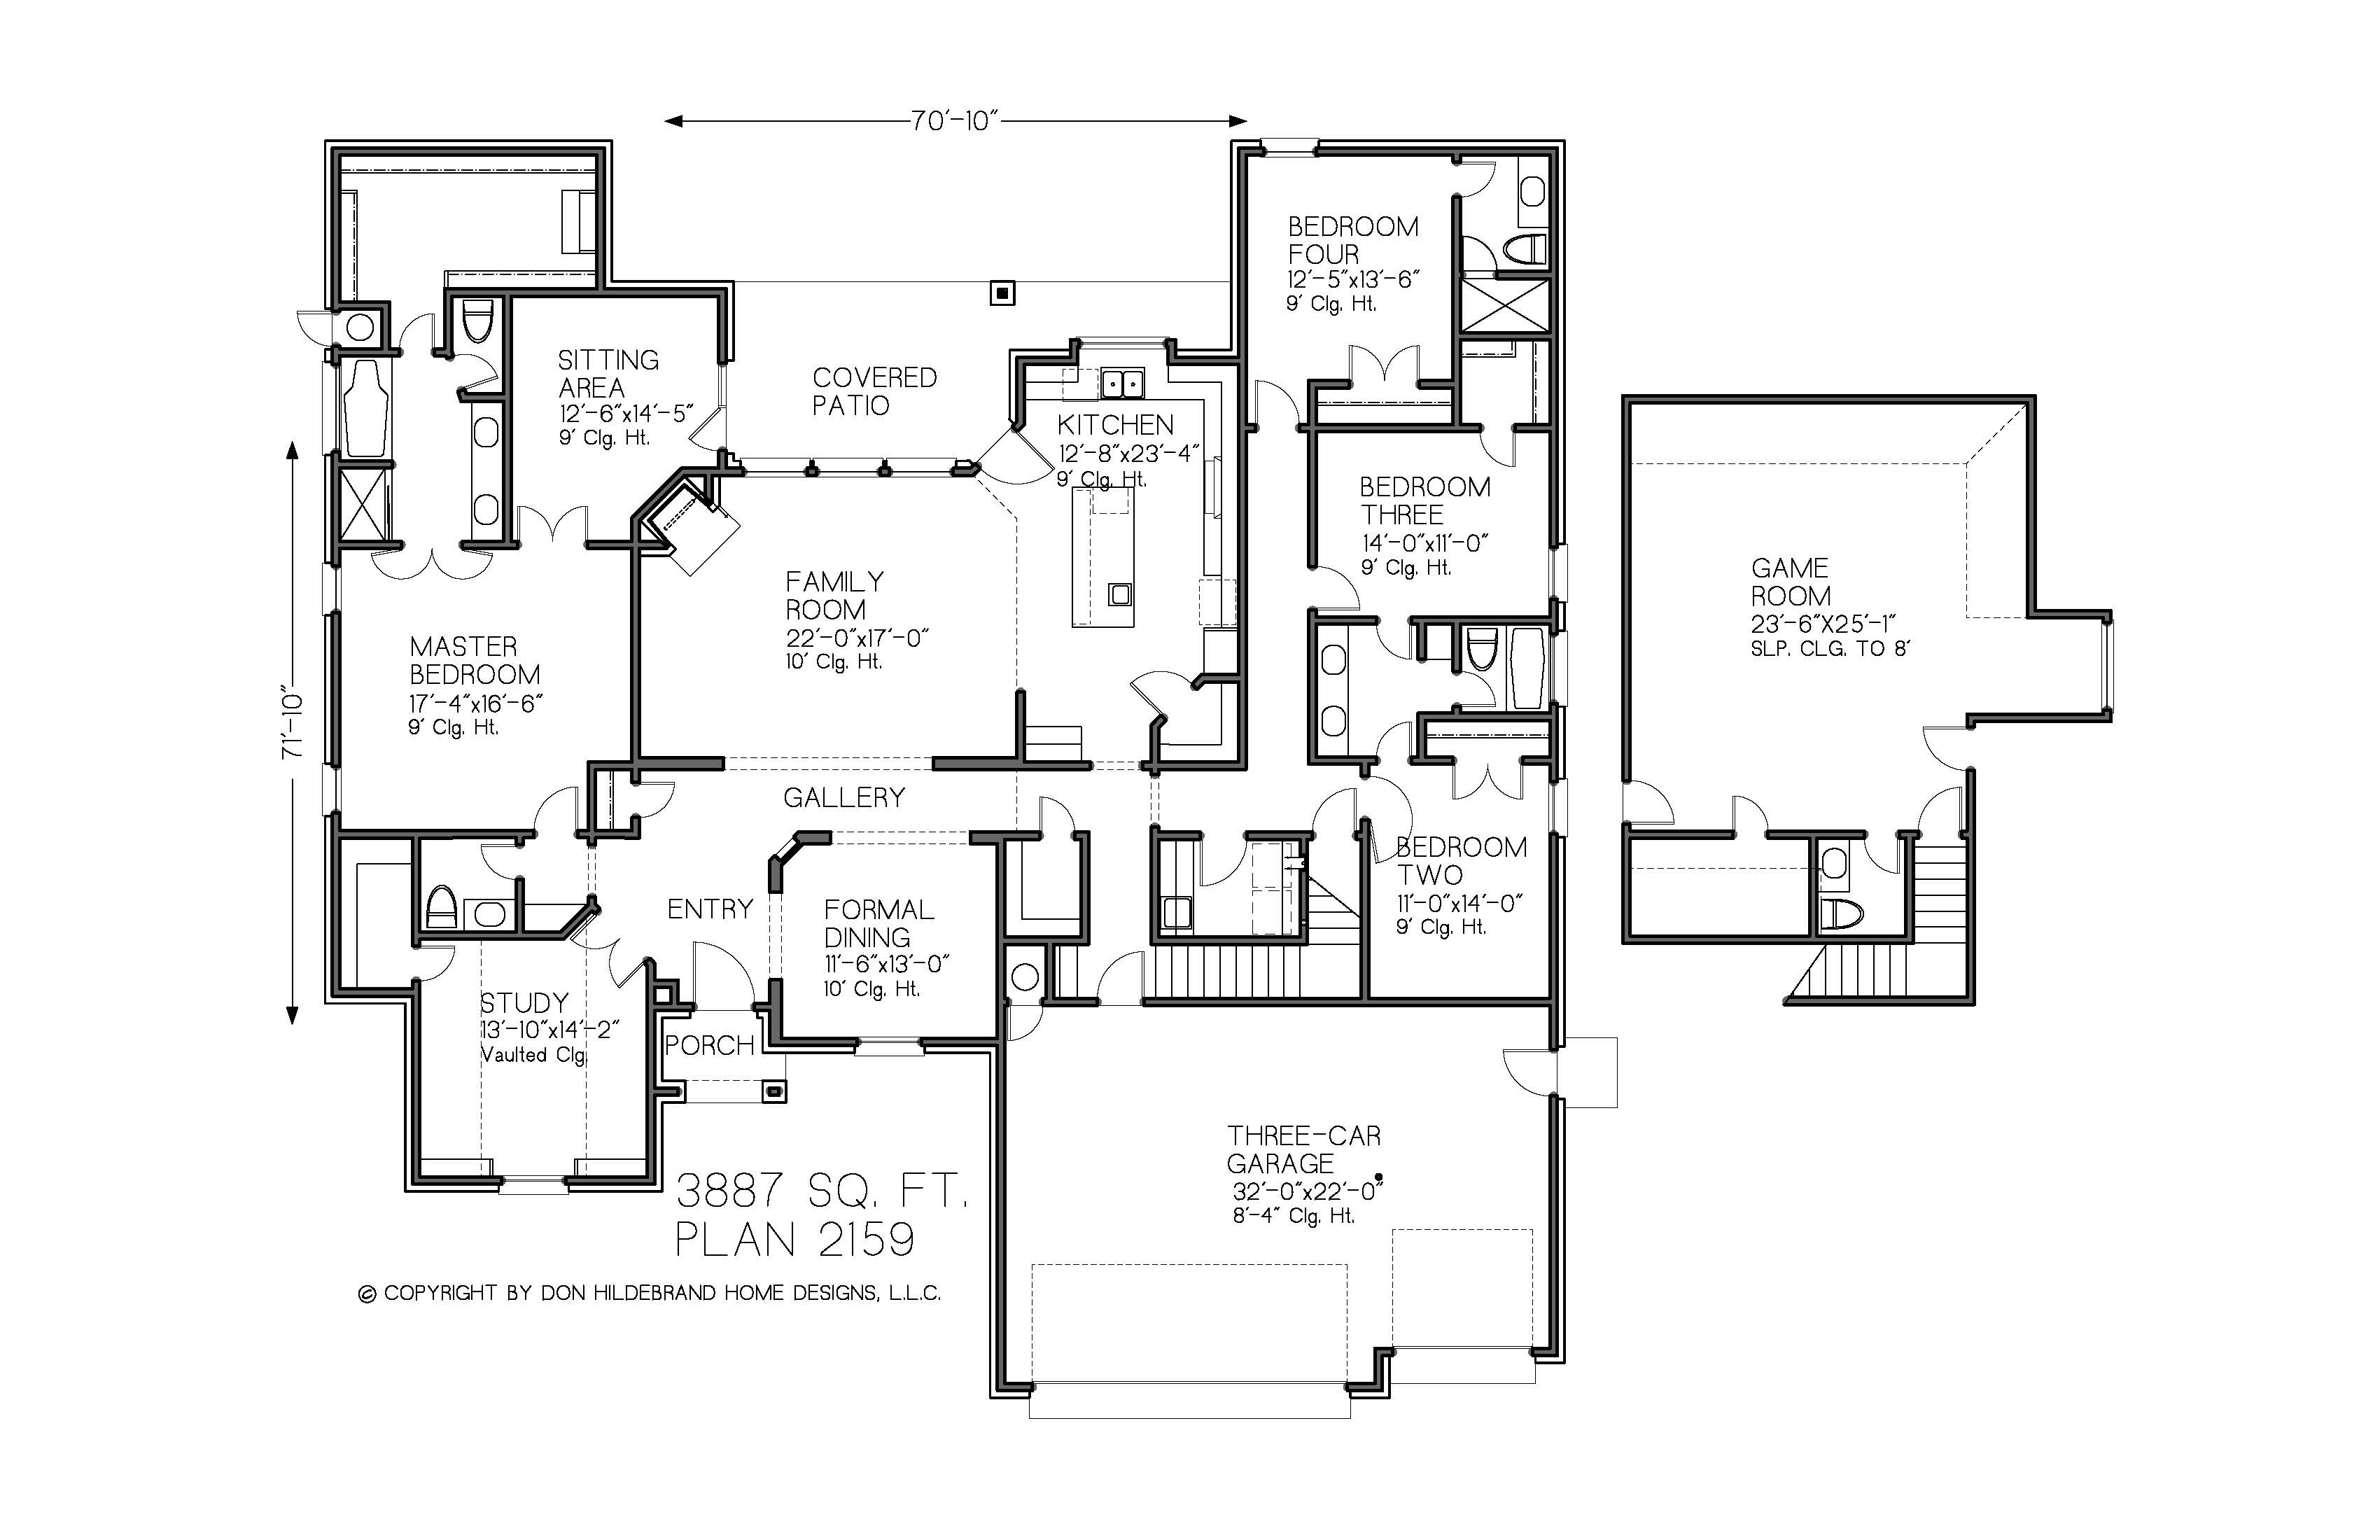 70'-10"
BEDROOM
FOUR
12'-5"x13'-6"
9' Clg. Ht.
SITTING
AREA
12'-6"x14'-5"
9' Clg. Ht.
COVERED
PATIO
KITCHEN
12'-8"x23'-4"
9' Clg. Ht.
BEDROOM
THREE
14'-0"x11'-0"
9' Clg. Ht.
GAME
ROOM
23'-6"X25'-1"
SLP. CLG. TO 8'
FAMILY
ROOM
22'-0"x17'-0"
10' Clg. Ht.
MASTER
BEDROOM
17'-4"x16'-6"
9' Clg. Ht.
71'-10"
GALLERY
BEDROOM
TWO
11'-0"x14'-0"
9' Clg. Ht.
ENTRY
FORMAL
DINING
11'-6"x13'-0"
10' Clg. Ht.
STUDY
13'-10"x14'-2"
Vaulted Clg.
PORCH
THREE-CAR
GARAGE
32'-0"x22'-0"
8'-4" Clg. Ht.
3887 SQ. FT.
PLAN 2159
© COPYRIGHT BY DON HILDEBRAND HOME DESIGNS, L.L.C.